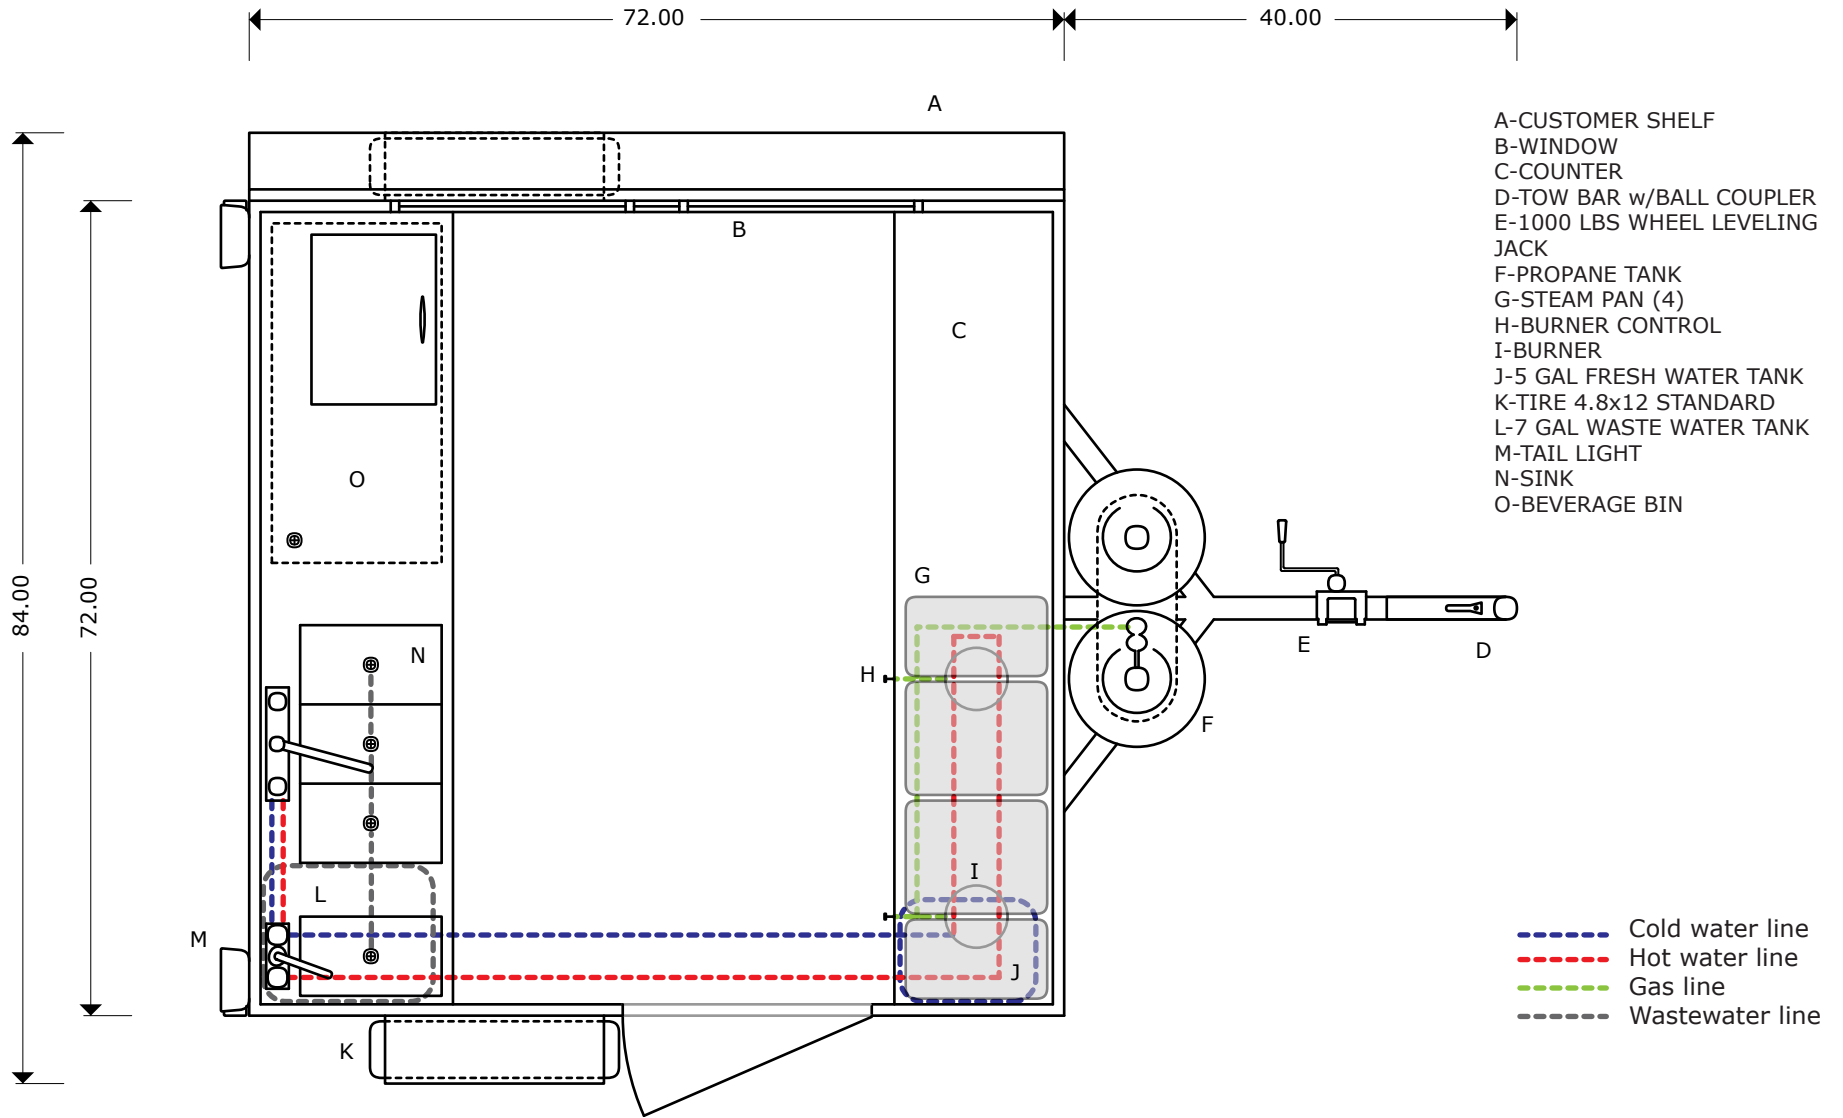 72.00
40.00
A
A-CUSTOMER SHELF
B-WINDOW
C-COUNTER
D-TOW BAR w/BALL COUPLER
E-1000 LBS WHEEL LEVELING
JACK
F-PROPANE TANK
G-STEAM PAN (4)
H-BURNER CONTROL
I-BURNER
J-5 GAL FRESH WATER TANK
K-TIRE 4.8x12 STANDARD
L-7 GAL WASTE WATER TANK
M-TAIL LIGHT
N-SINK
O-BEVERAGE BIN
B
C
O
G
84.00
72.00
N
H
E
D
F
I
L
M
J
K
Cold water line
Hot water line
Gas line
Wastewater line